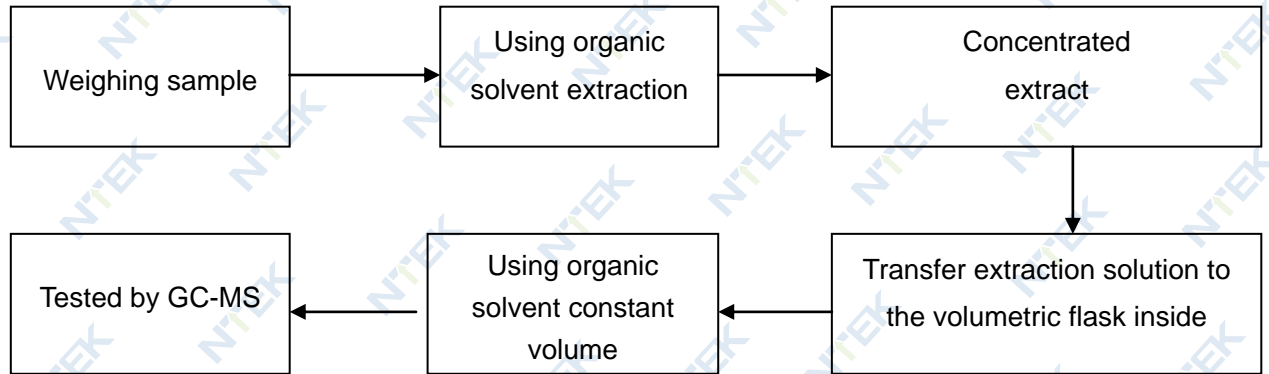 Weighing sample
Using organic
solvent extraction
Concentrated
extract
Transfer extraction solution to
the volumetric flask inside
Using organic
solvent constant
volume
Tested by GC-MS
NTEK